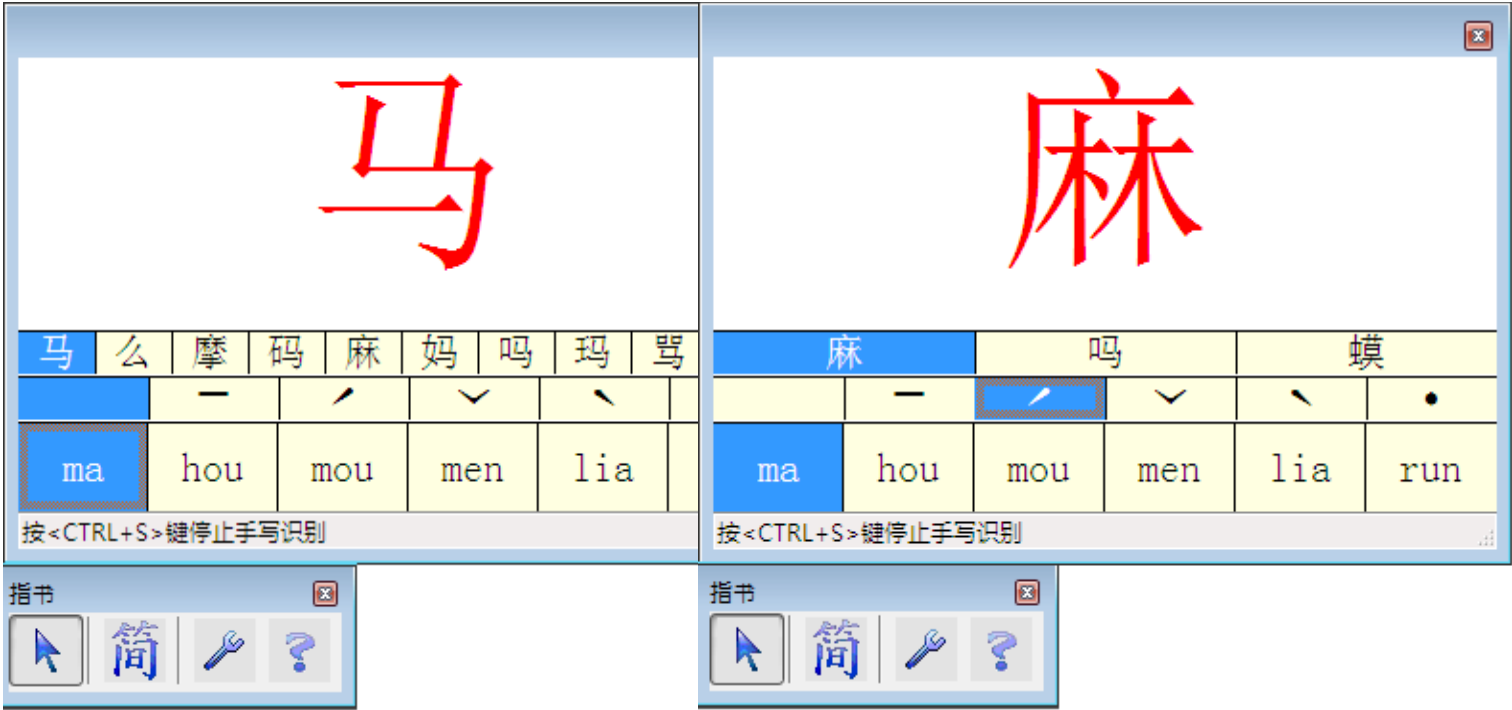 马
马 么 摩 码 麻 妈 吗 玛 骂
ˉ ˊ ˇ ˋ
ma hou mou men lia
按<CTRL+S>键停止手写识别
指书
简 ?
麻
麻 吗 蟆
ˉ ˊ ˇ ˋ •
ma hou mou men lia run
按<CTRL+S>键停止手写识别
指书
简 ?